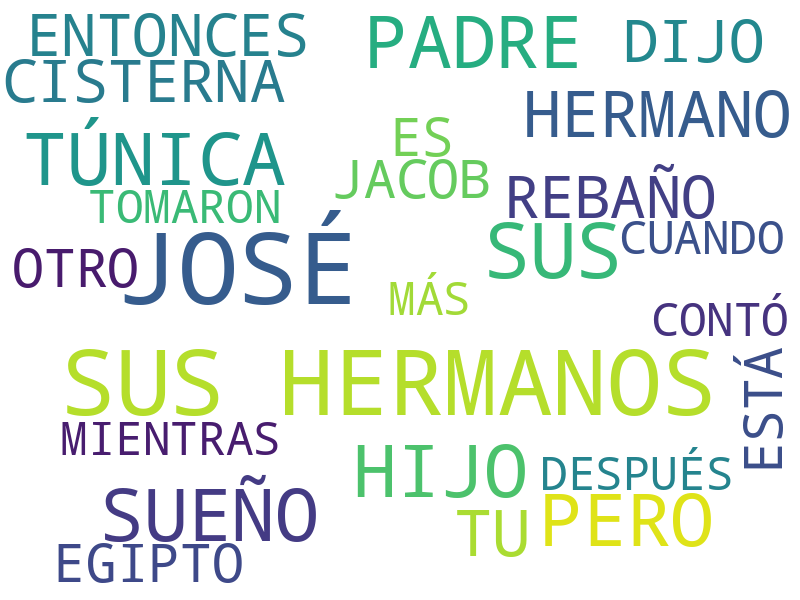 ENTONCES
PADRE
DIJO
CISTERNA
HERMANO
TÚNICA
ES
JACOB
REBAÑO
TOMARON
JOSÉ
SUS
CUANDO
OTRO
MÁS
CONTÓ
SUS HERMANOS
ESTÁ
MIENTRAS
HIJO
DESPUÉS
SUEÑO
TU
PERO
EGIPTO